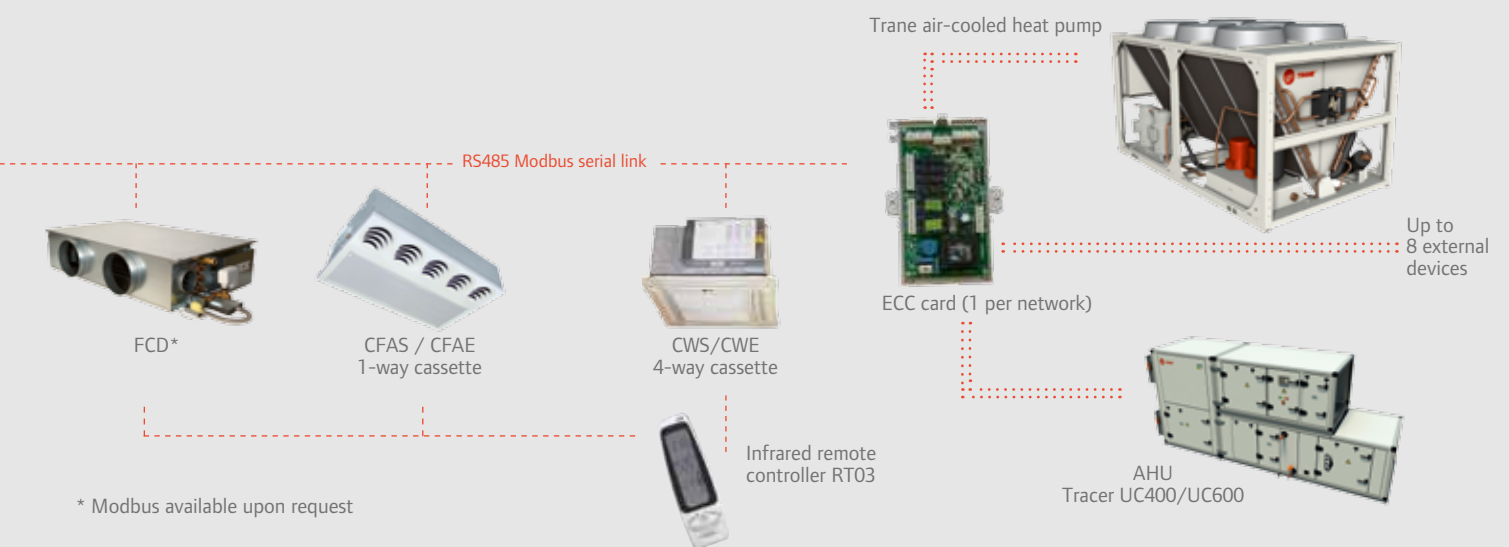 Trane air-cooled heat pump
TRANE
RS485 Modbus serial link
Up to
8 external
devices
ECC card (1 per network)
FCD*
CFAS / CFAE
1-way cassette
CWS/CWE
4-way cassette
Infrared remote
controller RT03
AHU
Tracer UC400/UC600
* Modbus available upon request